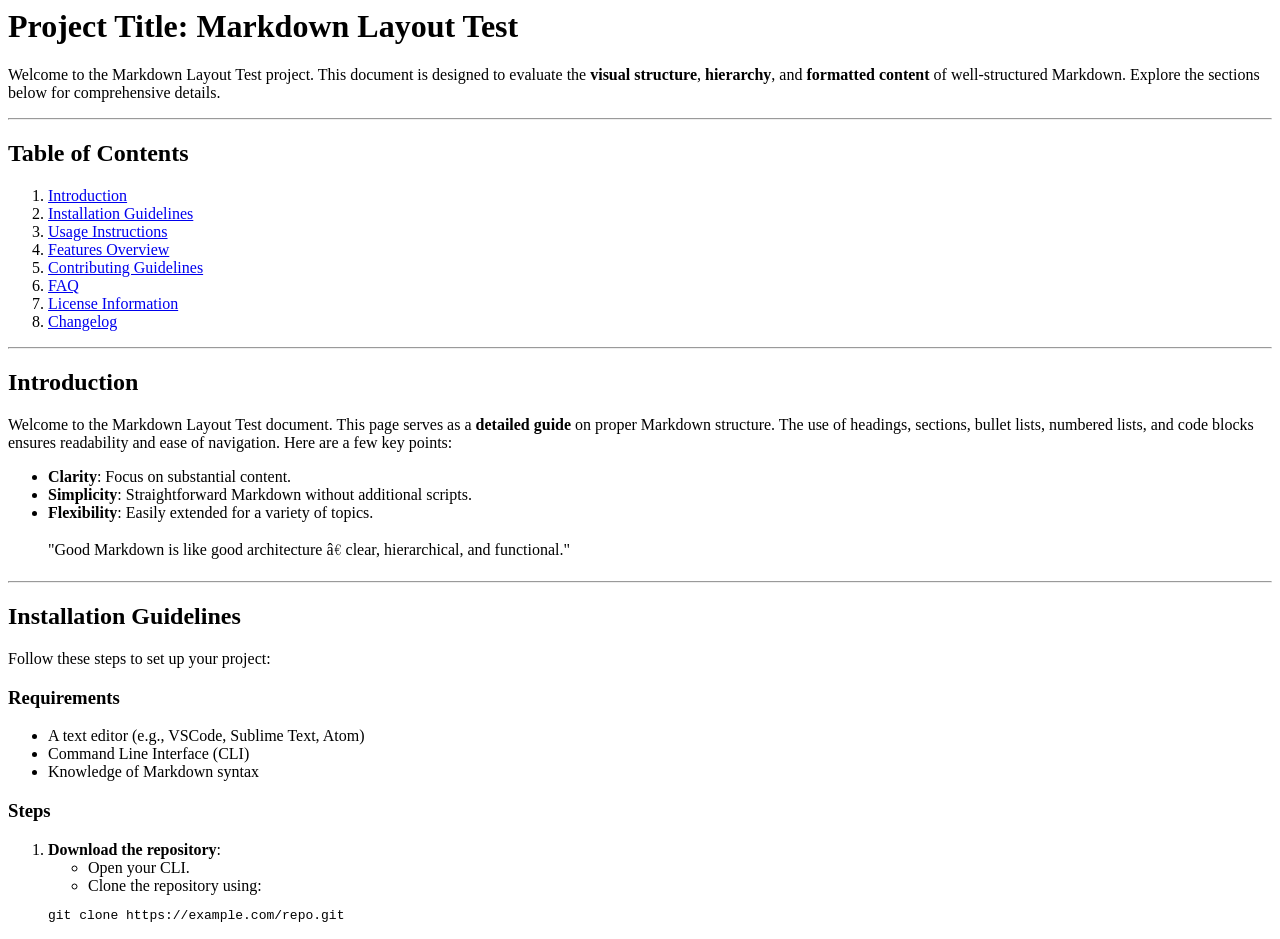 Project Title: Markdown Layout Test
Welcome to the Markdown Layout Test project. This document is designed to evaluate the visual structure, hierarchy, and formatted content of well-structured Markdown. Explore the sections
below for comprehensive details.
Table of Contents
1. Introduction
2. Installation Guidelines
3. Usage Instructions
4. Features Overview
5. Contributing Guidelines
6. FAQ
7. License Information
8. Changelog
Introduction
Welcome to the Markdown Layout Test document. This page serves as a detailed guide on proper Markdown structure. The use of headings, sections, bullet lists, numbered lists, and code blocks
ensures readability and ease of navigation. Here are a few key points:
• Clarity: Focus on substantial content.
• Simplicity: Straightforward Markdown without additional scripts.
• Flexibility: Easily extended for a variety of topics.
"Good Markdown is like good architecture â€ clear, hierarchical, and functional."
Installation Guidelines
Follow these steps to set up your project:
Requirements
• A text editor (e.g., VSCode, Sublime Text, Atom)
• Command Line Interface (CLI)
• Knowledge of Markdown syntax
Steps
1. Download the repository:
◦ Open your CLI.
◦ Clone the repository using:
git clone https://example.com/repo.git